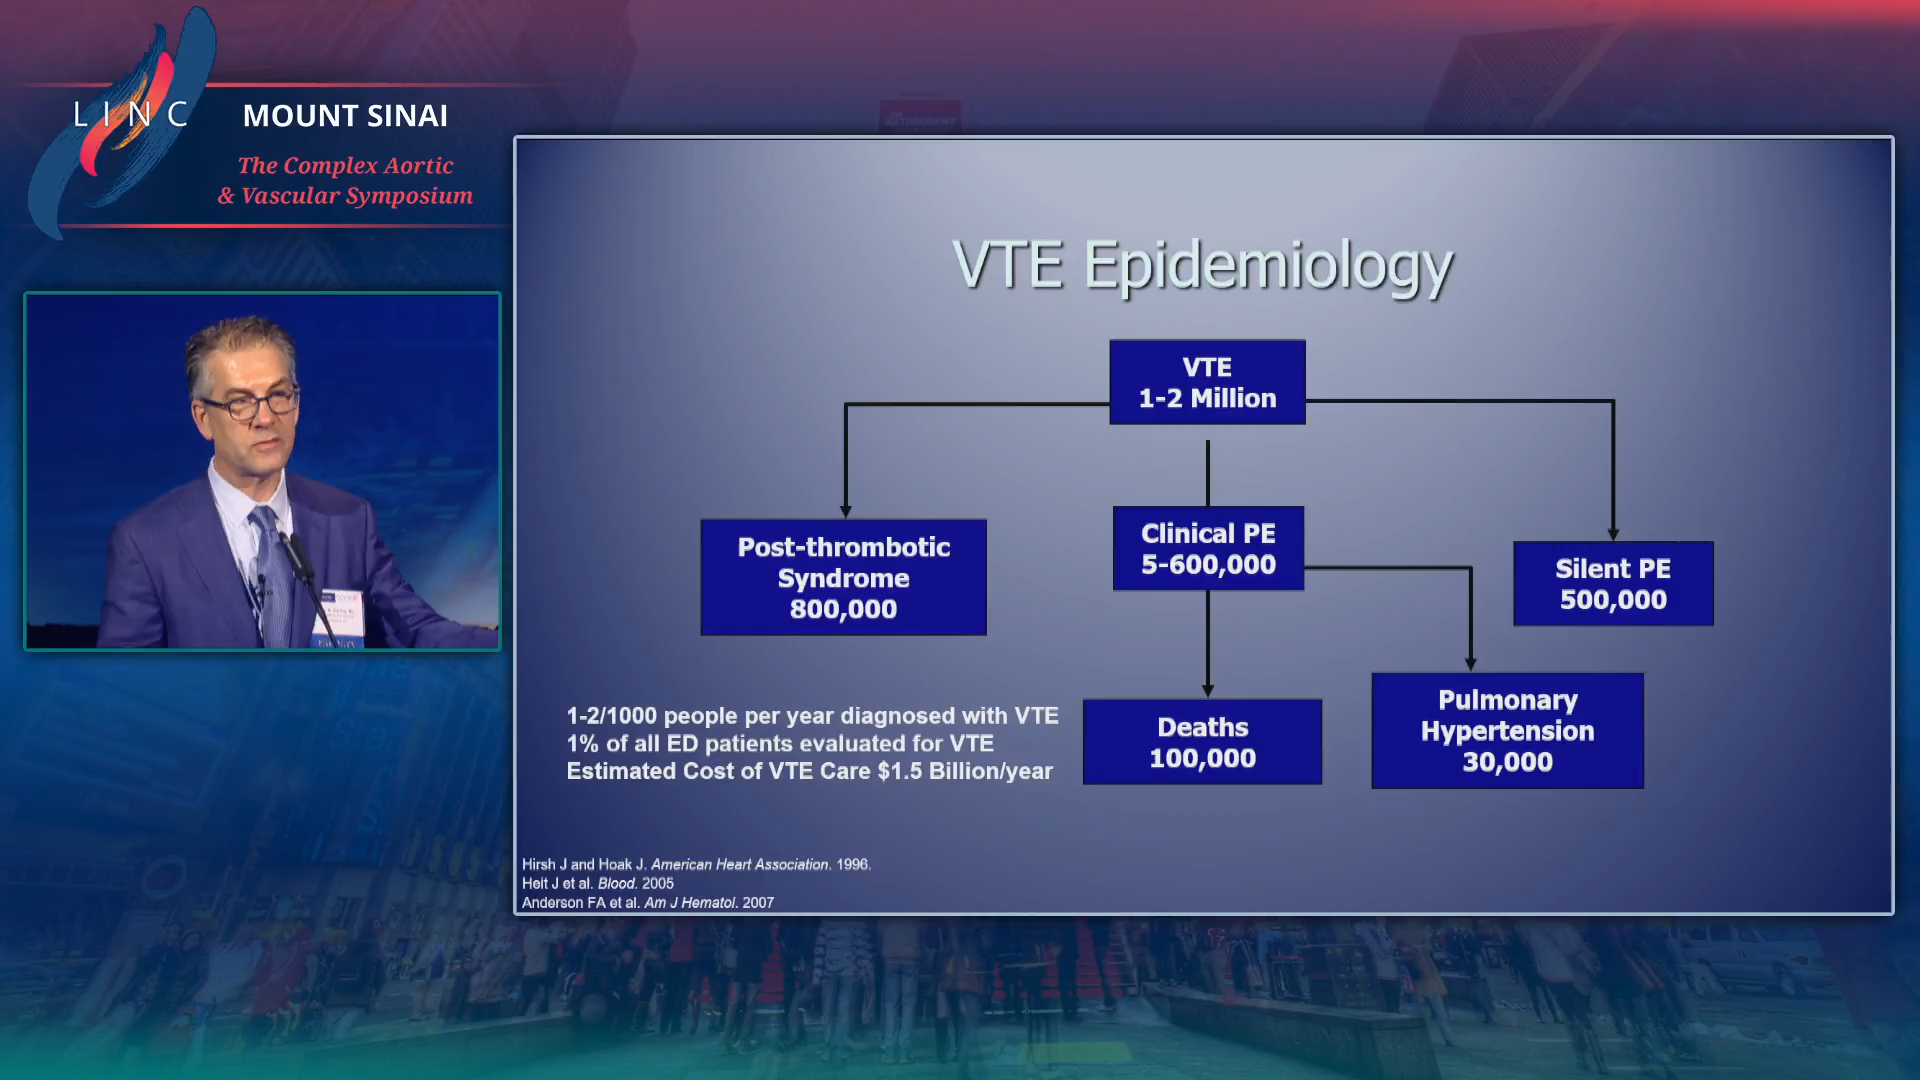 LINC
MOUNT SINAI
The Complex Aortic
& Vascular Symposium
VTE Epidemiology
VTE
1-2 Million
Post-thrombotic
Syndrome
800,000
Clinical PE
5-600,000
Silent PE
500,000
Deaths
100,000
Pulmonary
Hypertension
30,000
1-2/1000 people per year diagnosed with VTE
1% of all ED patients evaluated for VTE
Estimated Cost of VTE Care $1.5 Billion/year
Hirsh J and Hoak J. American Heart Association. 1996.
Heit J et al. Blood. 2005
Anderson FA et al. Am J Hematol. 2007